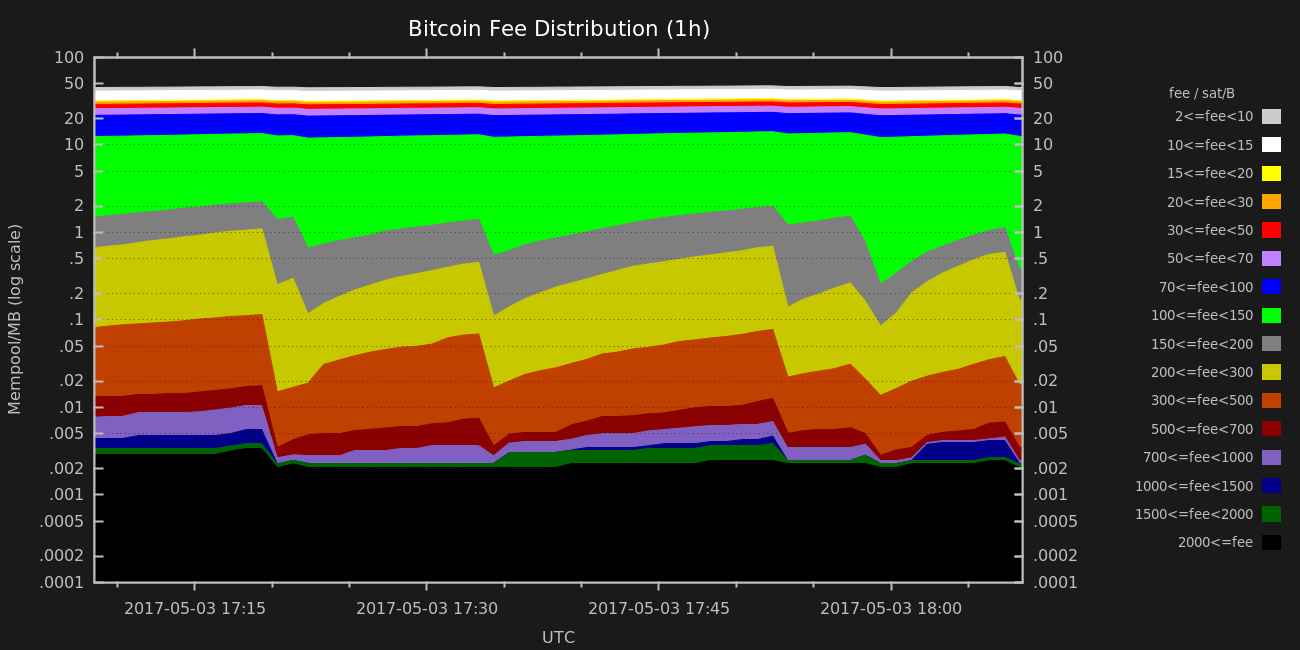 Bitcoin Fee Distribution (1h)
100 100
50 50
20 20
10 10
5 5
2 2
1 1
.5 .5
.2 .2
.1 .1
.05 .05
.02 .02
.01 .01
.005 .005
.002 .002
.001 .001
.0005 .0005
.0002 .0002
.0001 .0001
Mempool/MB (log scale)
2017-05-03 17:15 2017-05-03 17:30 2017-05-03 17:45 2017-05-03 18:00
UTC
fee / sat/B
2<=fee<10
10<=fee<15
15<=fee<20
20<=fee<30
30<=fee<50
50<=fee<70
70<=fee<100
100<=fee<150
150<=fee<200
200<=fee<300
300<=fee<500
500<=fee<700
700<=fee<1000
1000<=fee<1500
1500<=fee<2000
2000<=fee